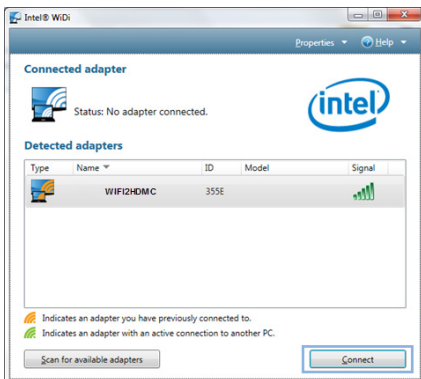 Intel® WiDi
Properties Help
Connected adapter
Status: No adapter connected.
intel
Detected adapters
Type Name ID Model Signal
WIFI2HDMC 355E
Indicates an adapter you have previously connected to.
Indicates an adapter with an active connection to another PC.
Scan for available adapters Connect